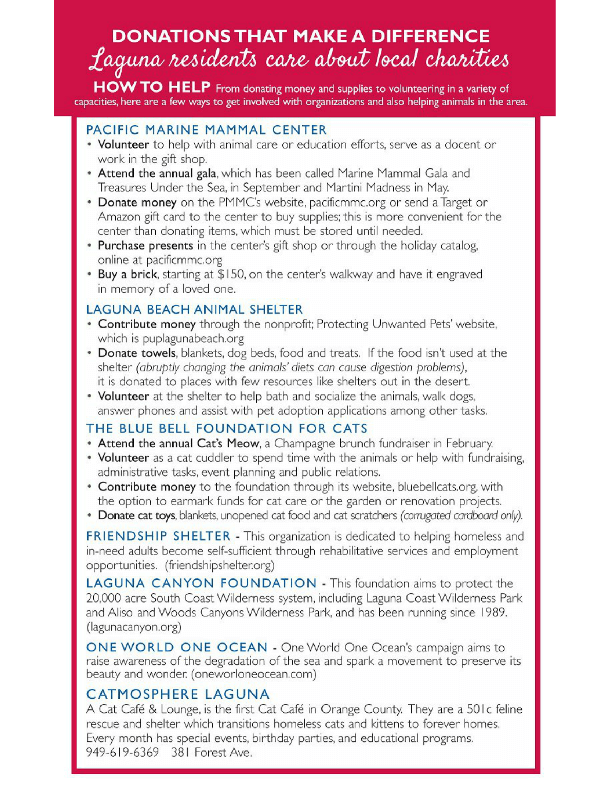 DONATIONS THAT MAKE A DIFFERENCE
Laguna residents care about local charities
HOW TO HELP From donating money and supplies to volunteering in a variety of
capacities, here are a few ways to get involved with organizations and also helping animals in the area.
PACIFIC MARINE MAMMAL CENTER
* Volunteer to help with animal care or education efforts, serve as a docent or
work in the gift shop.
* Attend the annual gala, which has been called Marine Mammal Gala and
Treasures Under the Sea, in September and Martini Madness in May.
* Donate money on the PMMC's website, pacificmmc.org or send a Target or
Amazon gift card to the center to buy supplies; this is more convenient for the
center than donating items, which must be stored until needed.
* Purchase presents in the center's gift shop or through the holiday catalog,
online at pacificmmc.org
* Buy a brick, starting at $150, on the center's walkway and have it engraved
in memory of a loved one.
LAGUNA BEACH ANIMAL SHELTER
* Contribute money through the nonprofit; Protecting Unwanted Pets' website,
which is puplagunabeach.org
* Donate towels, blankets, dog beds, food and treats. If the food isn't used at the
shelter (abruptly changing the animals' diets can cause digestion problems),
it is donated to places with few resources like shelters out in the desert.
* Volunteer at the shelter to help bath and socialize the animals, walk dogs,
answer phones and assist with pet adoption applications among other tasks.
THE BLUE BELL FOUNDATION FOR CATS
* Attend the annual Cat's Meow, a Champagne brunch fundraiser in February.
* Volunteer as a cat cuddler to spend time with the animals or help with fundraising,
administrative tasks, event planning and public relations.
* Contribute money to the foundation through its website, bluebellcats.org, with
the option to earmark funds for cat care or the garden or renovation projects.
* Donate cat toys, blankets, unopened cat food and cat scratchers (corrugated cardboard only).
FRIENDSHIP SHELTER - This organization is dedicated to helping homeless and
in-need adults become self-sufficient through rehabilitative services and employment
opportunities. (friendshipshelter.org)
LAGUNA CANYON FOUNDATION - This foundation aims to protect the
20,000 acre South Coast Wilderness system, including Laguna Coast Wilderness Park
and Aliso and Woods Canyons Wilderness Park, and has been running since 1989.
(lagunacanyon.org)
ONE WORLD ONE OCEAN - One World One Ocean's campaign aims to
raise awareness of the degradation of the sea and spark a movement to preserve its
beauty and wonder. (oneworloneocean.com)
CATMOSPHERE LAGUNA
A Cat Café & Lounge, is the first Cat Café in Orange County. They are a 501c feline
rescue and shelter which transitions homeless cats and kittens to forever homes.
Every month has special events, birthday parties, and educational programs.
949-619-6369 381 Forest Ave.